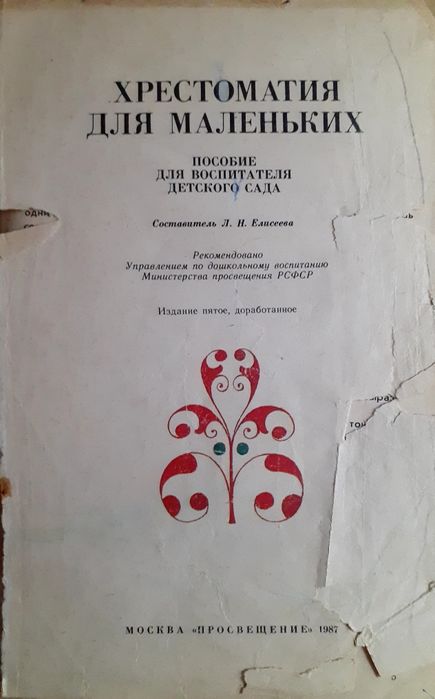 ХРЕСТОМАТИЯ
ДЛЯ МАЛЕНЬКИХ
ПОСОБИЕ
ДЛЯ ВОСПИТАТЕЛЯ
ДЕТСКОГО САДА
одни
Составитель Л. Н. Елисеева
Рекомендовано
Управлением по дошкольному воспитанию
Министерства просвещения РСФСР
Издание пятое, доработанное
МОСКВА «ПРОСВЕЩЕНИЕ» 1987